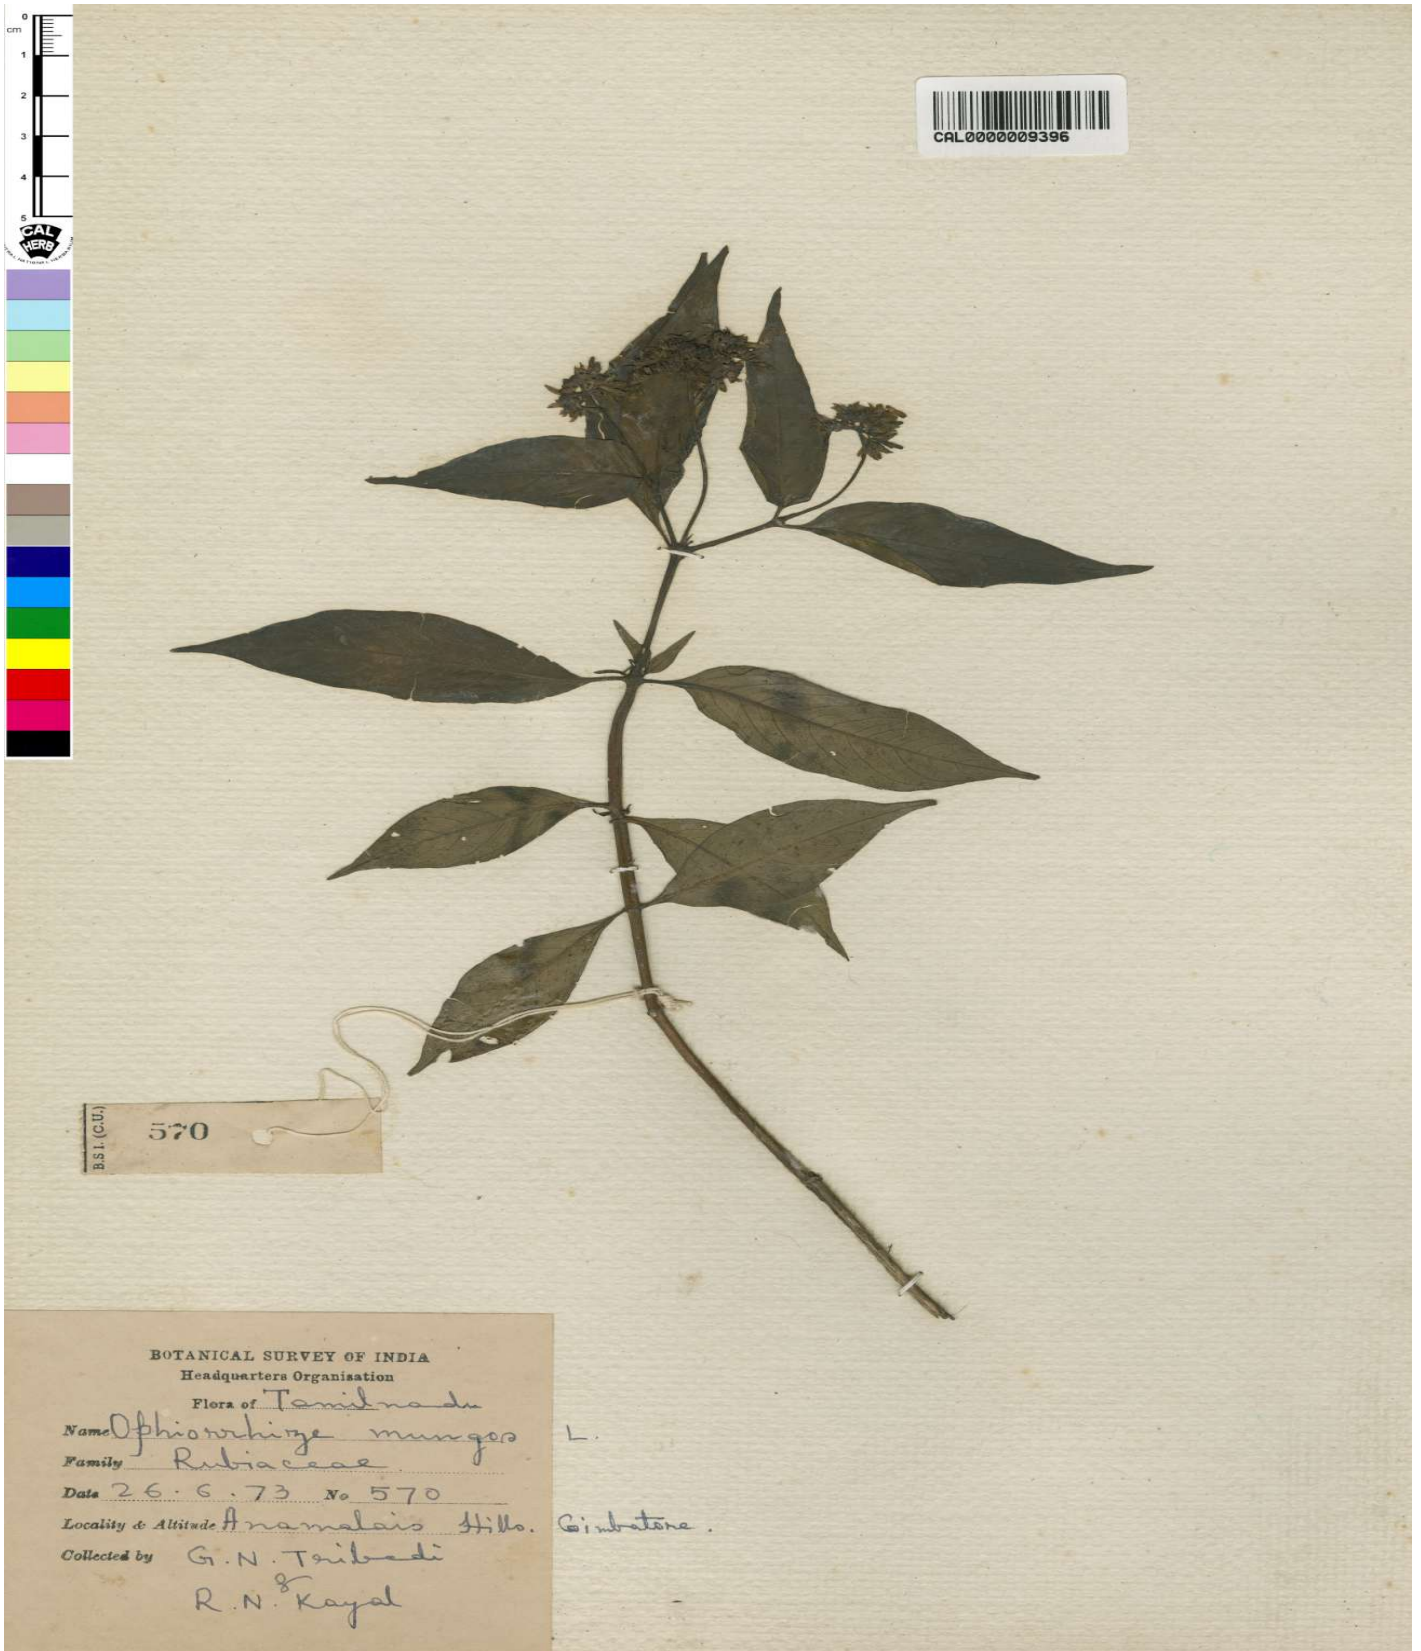 0
cm
1
2
3
4
5
CAL
HERB
CAL0000009396
B.S I. (C.U.)
570
BOTANICAL SURVEY OF INDIA
Headquarters Organisation
Flora of Tamilnadu
Name Ophiorrhize mungos L.
Family Rubiaceae.
Date 26.6.73 No 570
Locality & Altitude Anamalais Hills. Coimbatore.
Collected by G.N. Tribedi
&
R.N. Kayal